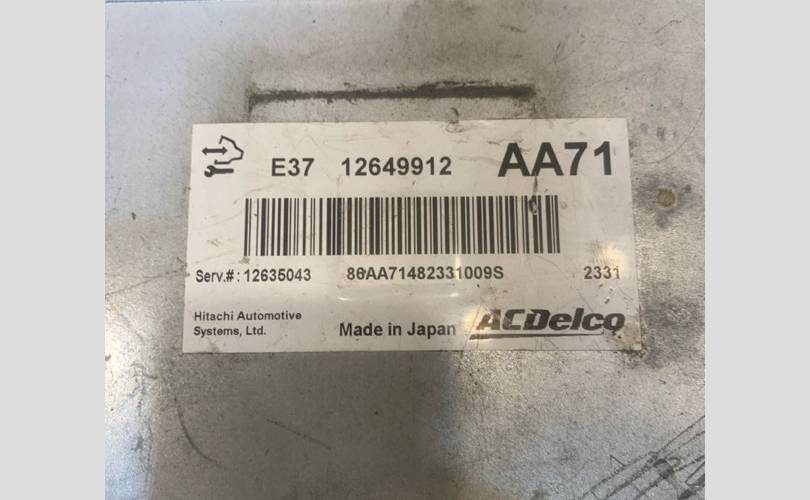 E37 12649912 AA71
Serv.#: 12635043 86AA71482331009S 2331
Hitachi Automotive
Systems, Ltd.
Made in Japan ACDelco